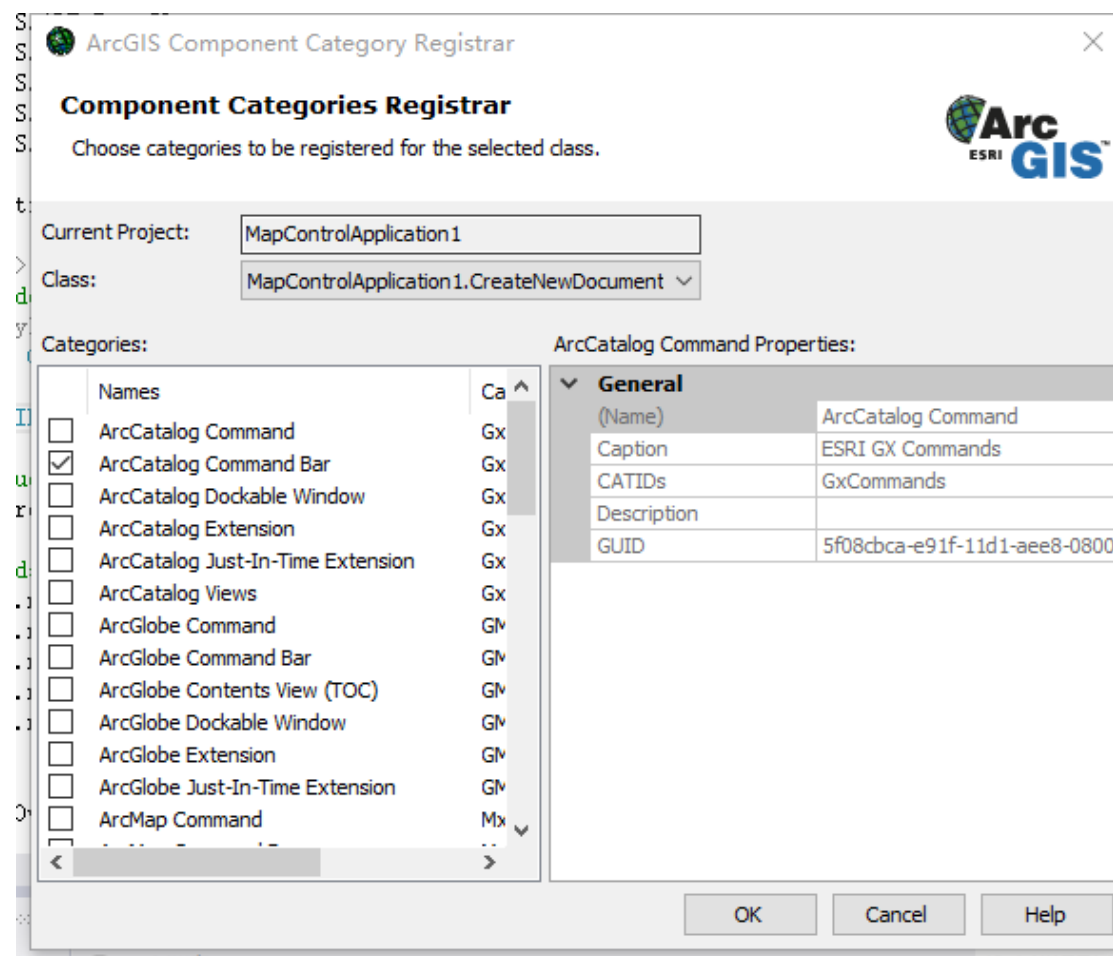 ArcGIS Component Category Registrar
Component Categories Registrar
Choose categories to be registered for the selected class.
Arc
ESRI GIS™
Current Project: MapControlApplication1
Class: MapControlApplication1.CreateNewDocument
Categories: ArcCatalog Command Properties:
Names Ca
ArcCatalog Command Gx
ArcCatalog Command Bar Gx
ArcCatalog Dockable Window Gx
ArcCatalog Extension Gx
ArcCatalog Just-In-Time Extension Gx
ArcCatalog Views Gx
ArcGlobe Command GM
ArcGlobe Command Bar GM
ArcGlobe Contents View (TOC) GM
ArcGlobe Dockable Window GM
ArcGlobe Extension GM
ArcGlobe Just-In-Time Extension GM
ArcMap Command Mx
General
(Name) ArcCatalog Command
Caption ESRI GX Commands
CATIDs GxCommands
Description
GUID 5f08cbca-e91f-11d1-aee8-0800
OK Cancel Help